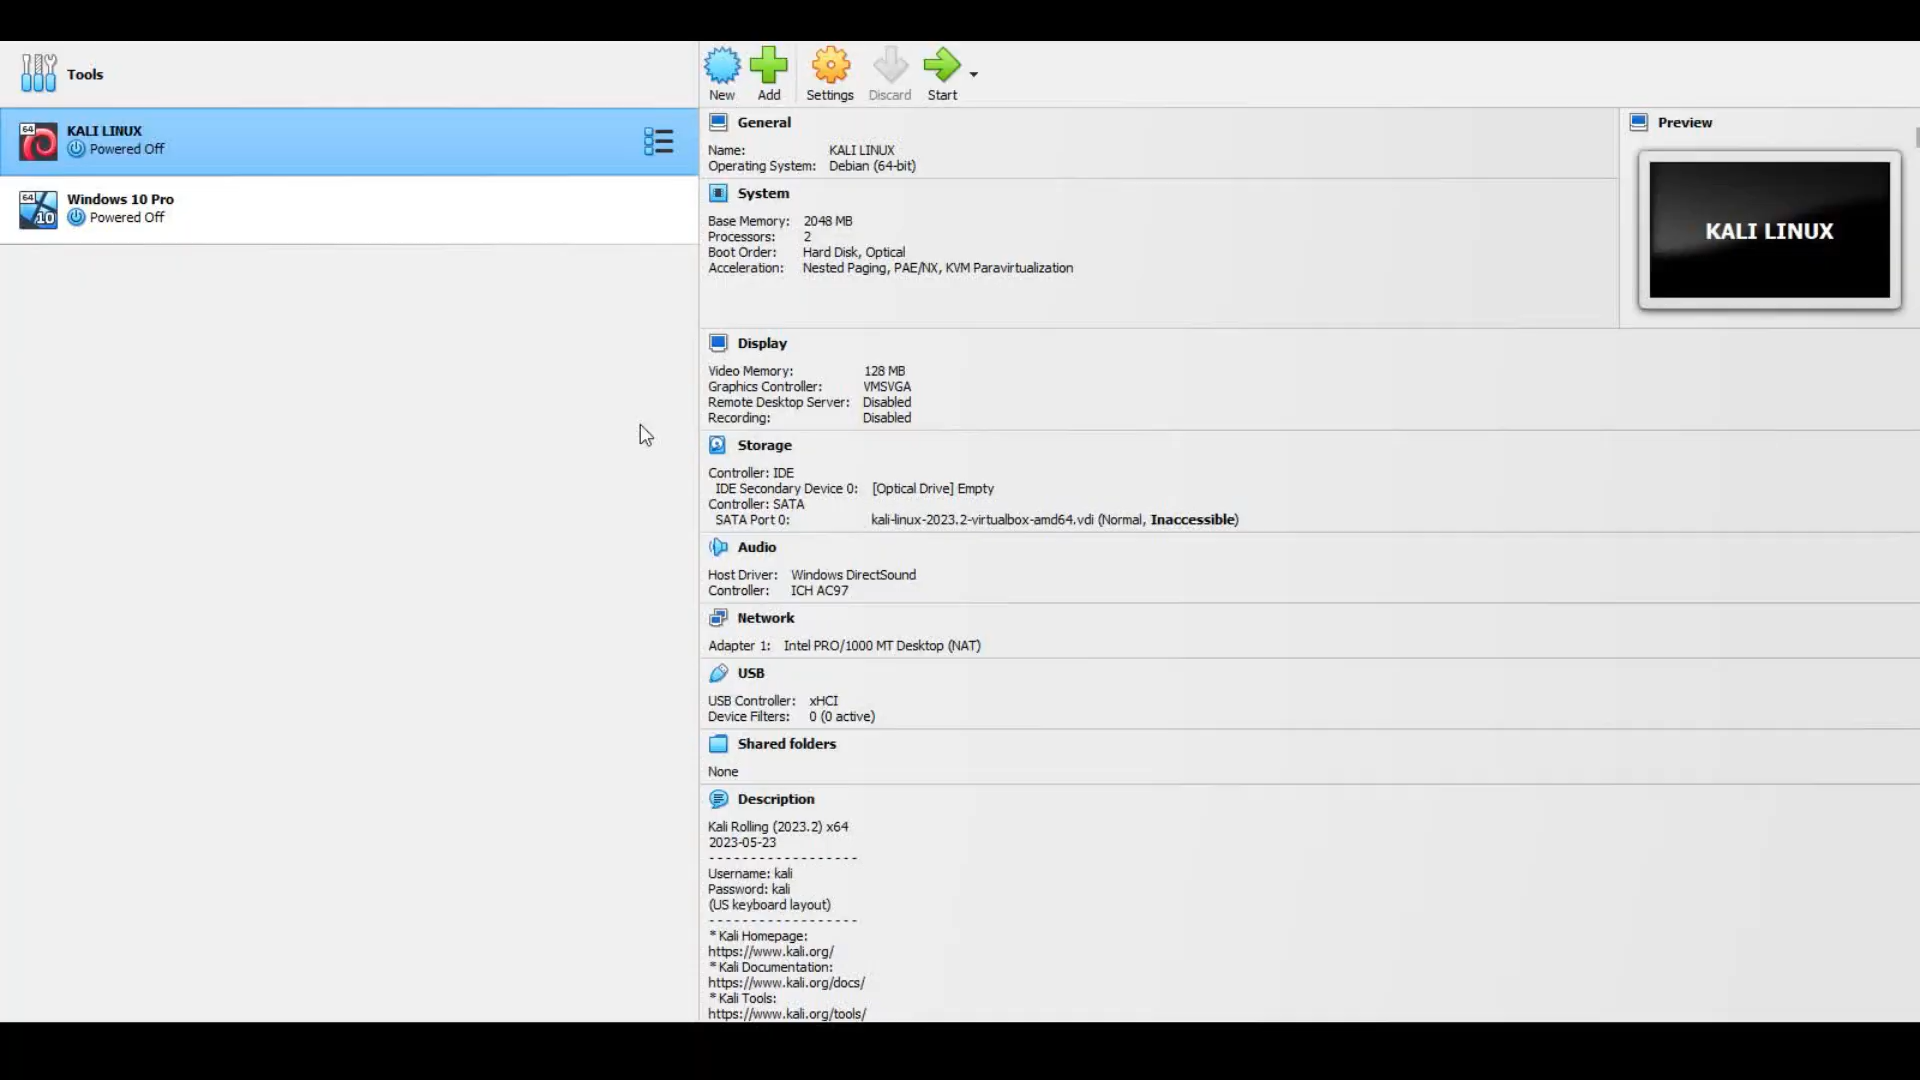 Tools
64
KALI LINUX
Powered Off
64
10
Windows 10 Pro
Powered Off
New
Add
Settings
Discard
Start
General
Name: KALI LINUX
Operating System: Debian (64-bit)
System
Base Memory: 2048 MB
Processors: 2
Boot Order: Hard Disk, Optical
Acceleration: Nested Paging, PAE/NX, KVM Paravirtualization
Preview
KALI LINUX
Display
Video Memory: 128 MB
Graphics Controller: VMSVGA
Remote Desktop Server: Disabled
Recording: Disabled
Storage
Controller: IDE
IDE Secondary Device 0: [Optical Drive] Empty
Controller: SATA
SATA Port 0: kali-linux-2023.2-virtualbox-amd64.vdi (Normal, Inaccessible)
Audio
Host Driver: Windows DirectSound
Controller: ICH AC97
Network
Adapter 1: Intel PRO/1000 MT Desktop (NAT)
USB
USB Controller: xHCI
Device Filters: 0 (0 active)
Shared folders
None
Description
Kali Rolling (2023.2) x64
2023-05-23
- - - - - - - - - - - - - - - - - -
Username: kali
Password: kali
(US keyboard layout)
- - - - - - - - - - - - - - - - - -
* Kali Homepage:
https://www.kali.org/
* Kali Documentation:
https://www.kali.org/docs/
* Kali Tools:
https://www.kali.org/tools/